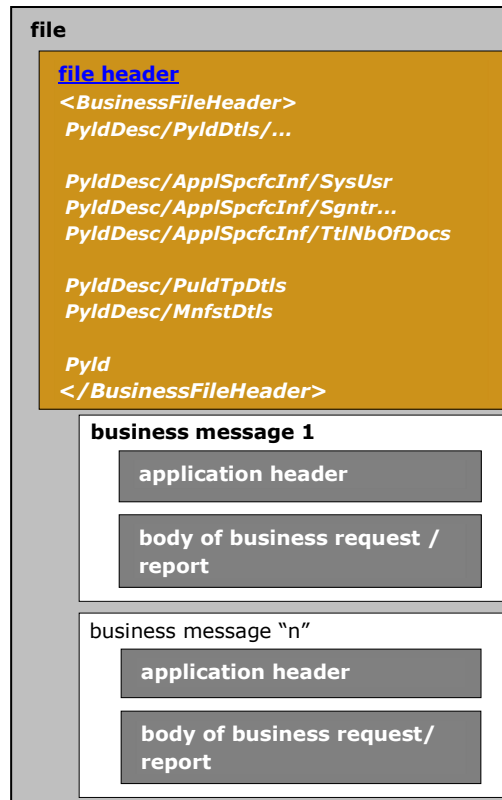 file
file header
<BusinessFileHeader>
PyldDesc/PyldDtls/...
PyldDesc/ApplSpcfcInf/SysUsr
PyldDesc/ApplSpcfcInf/Sgntr...
PyldDesc/ApplSpcfcInf/TtlNbOfDocs
PyldDesc/PuldTpDtls
PyldDesc/MnfstDtls
Pyld
</BusinessFileHeader>
business message 1
application header
body of business request /
report
business message “n”
application header
body of business request/
report